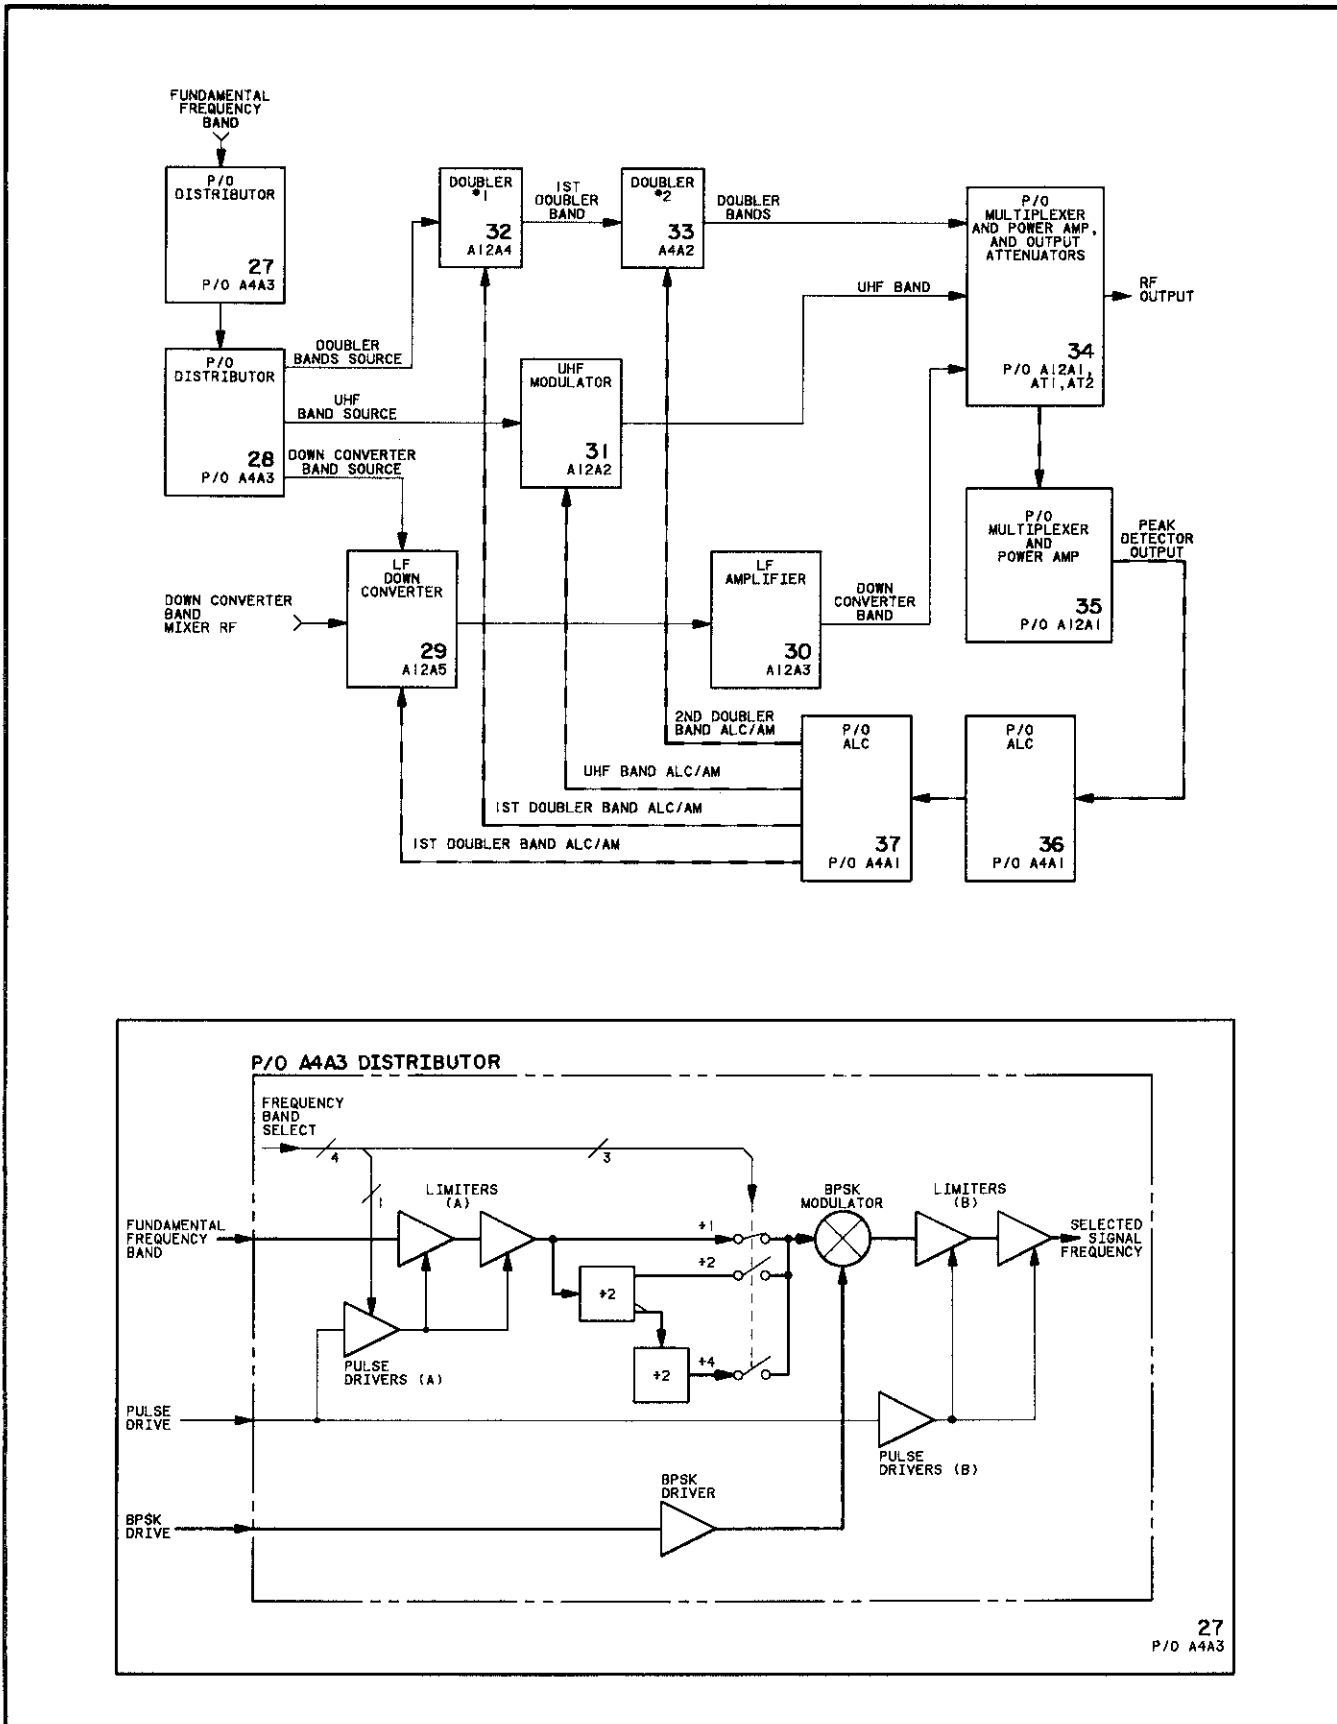 FUNDAMENTAL
FREQUENCY
BAND
P/O
DISTRIBUTOR
27
P/O A4A3
DOUBLER
•1
32
A12A4
1ST
DOUBLER
BAND
DOUBLER
•2
33
A4A2
DOUBLER
BANDS
P/O
MULTIPLEXER
AND POWER AMP,
AND OUTPUT
ATTENUATORS
34
P/O A12A1,
AT1,AT2
RF
OUTPUT
UHF BAND
P/O
DISTRIBUTOR
28
P/O A4A3
DOUBLER
BANDS SOURCE
UHF
BAND SOURCE
DOWN CONVERTER
BAND SOURCE
UHF
MODULATOR
31
A12A2
P/O
MULTIPLEXER
AND
POWER AMP
35
P/O A12A1
PEAK
DETECTOR
OUTPUT
DOWN CONVERTER
BAND
MIXER RF
LF
DOWN
CONVERTER
29
A12A5
LF
AMPLIFIER
30
A12A3
DOWN
CONVERTER
BAND
2ND DOUBLER
BAND ALC/AM
UHF BAND ALC/AM
1ST DOUBLER BAND ALC/AM
1ST DOUBLER BAND ALC/AM
P/O
ALC
37
P/O A4A1
P/O
ALC
36
P/O A4A1
P/O A4A3 DISTRIBUTOR
FREQUENCY
BAND
SELECT
4
3
1
LIMITERS
(A)
BPSK
MODULATOR
LIMITERS
(B)
FUNDAMENTAL
FREQUENCY
BAND
÷1
÷2
÷2
÷2
÷4
SELECTED
SIGNAL
FREQUENCY
PULSE
DRIVERS (A)
PULSE
DRIVE
PULSE
DRIVERS (B)
BPSK
DRIVER
BPSK
DRIVE
27
P/O A4A3